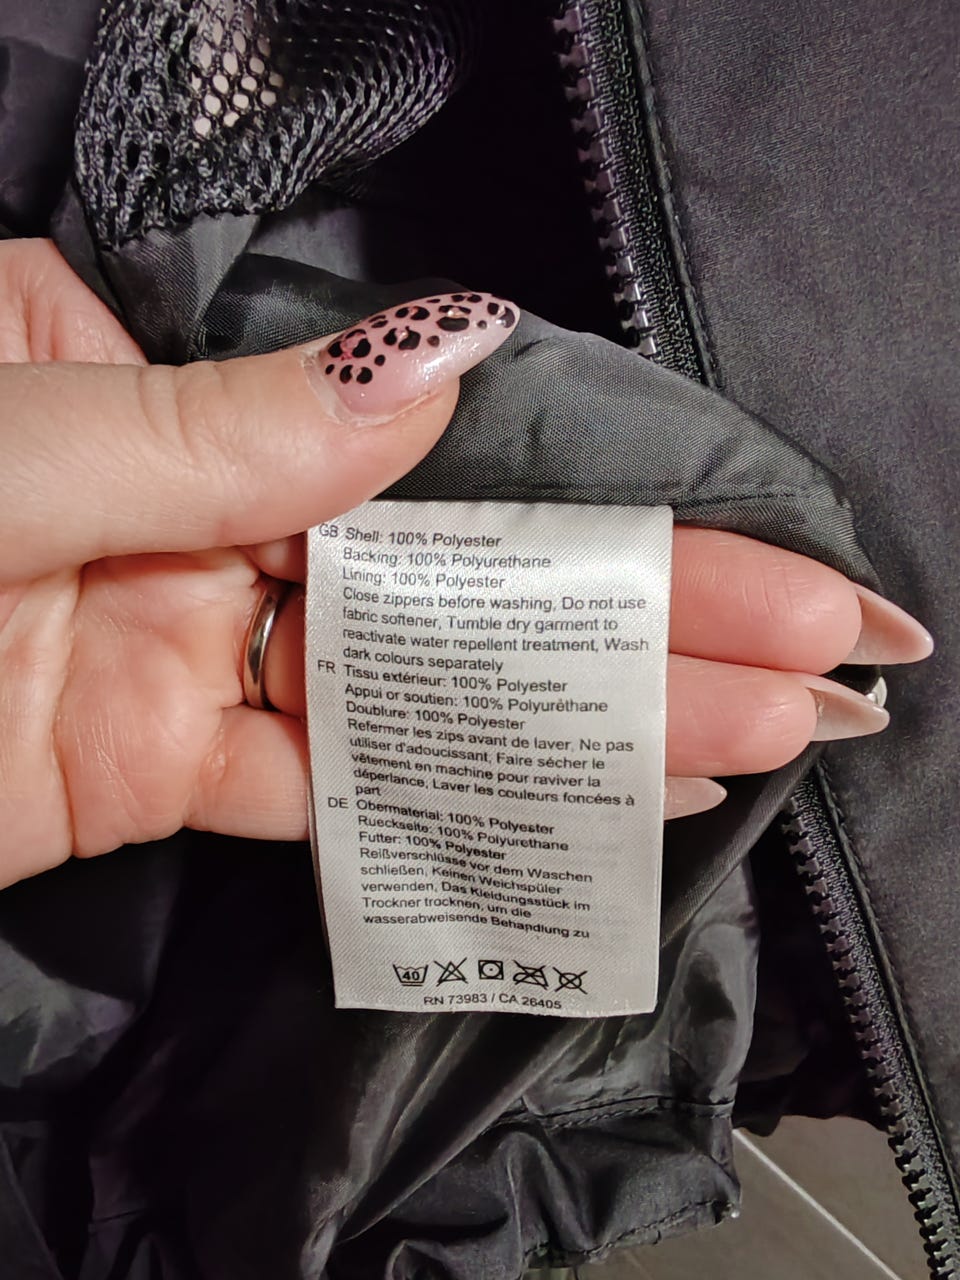 GB Shell: 100% Polyester
Backing: 100% Polyurethane
Lining: 100% Polyester
Close zippers before washing, Do not use
fabric softener, Tumble dry garment to
reactivate water repellent treatment, Wash
dark colours separately
FR Tissu extérieur: 100% Polyester
Appui or soutien: 100% Polyuréthane
Doublure: 100% Polyester
Refermer les zips avant de laver, Ne pas
utiliser d'adoucissant, Faire sécher le
vêtement en machine pour raviver la
déperlance, Laver les couleurs foncées à
part
DE Obermaterial: 100% Polyester
Rueckseite: 100% Polyurethane
Futter: 100% Polyester
Reißverschlüsse vor dem Waschen
schließen, Keinen Weichspüler
verwenden, Das Kleidungsstück im
Trockner trocknen, um die
wasserabweisende Behandlung zu
40
RN 73983 / CA 26405